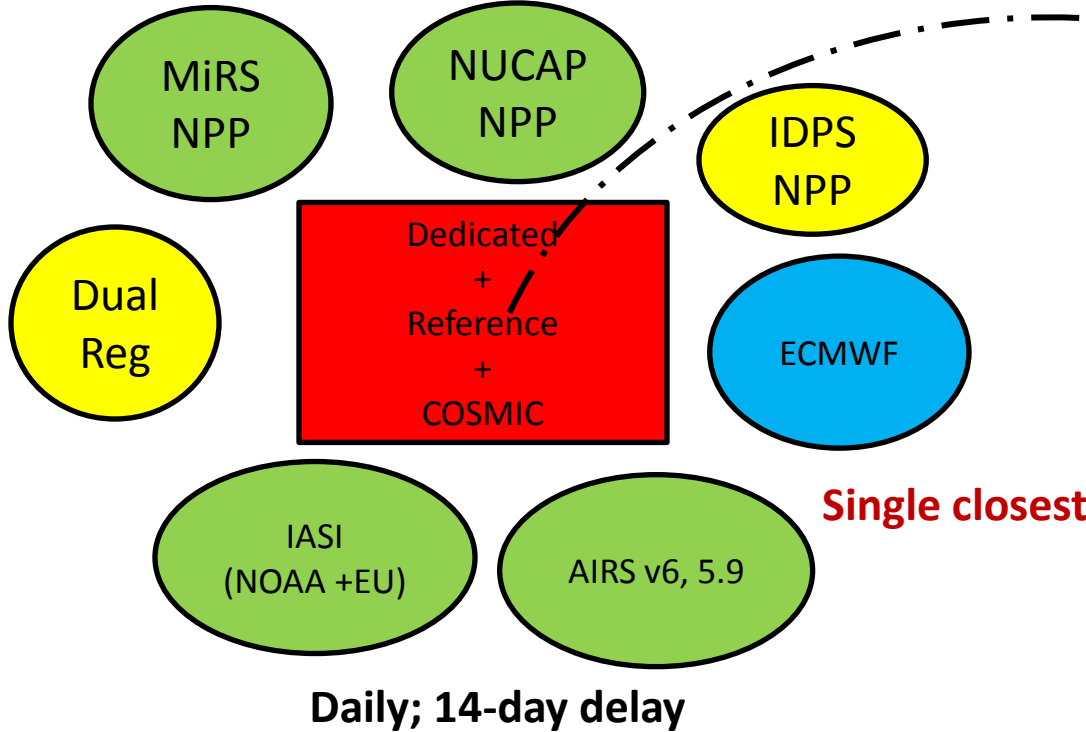 MiRS
NPP
NUCAP
NPP
IDPS
NPP
Dual
Reg
Dedicated
+
Reference
+
COSMIC
ECMWF
Single closest
IASI
(NOAA +EU)
AIRS v6, 5.9
Daily; 14-day delay